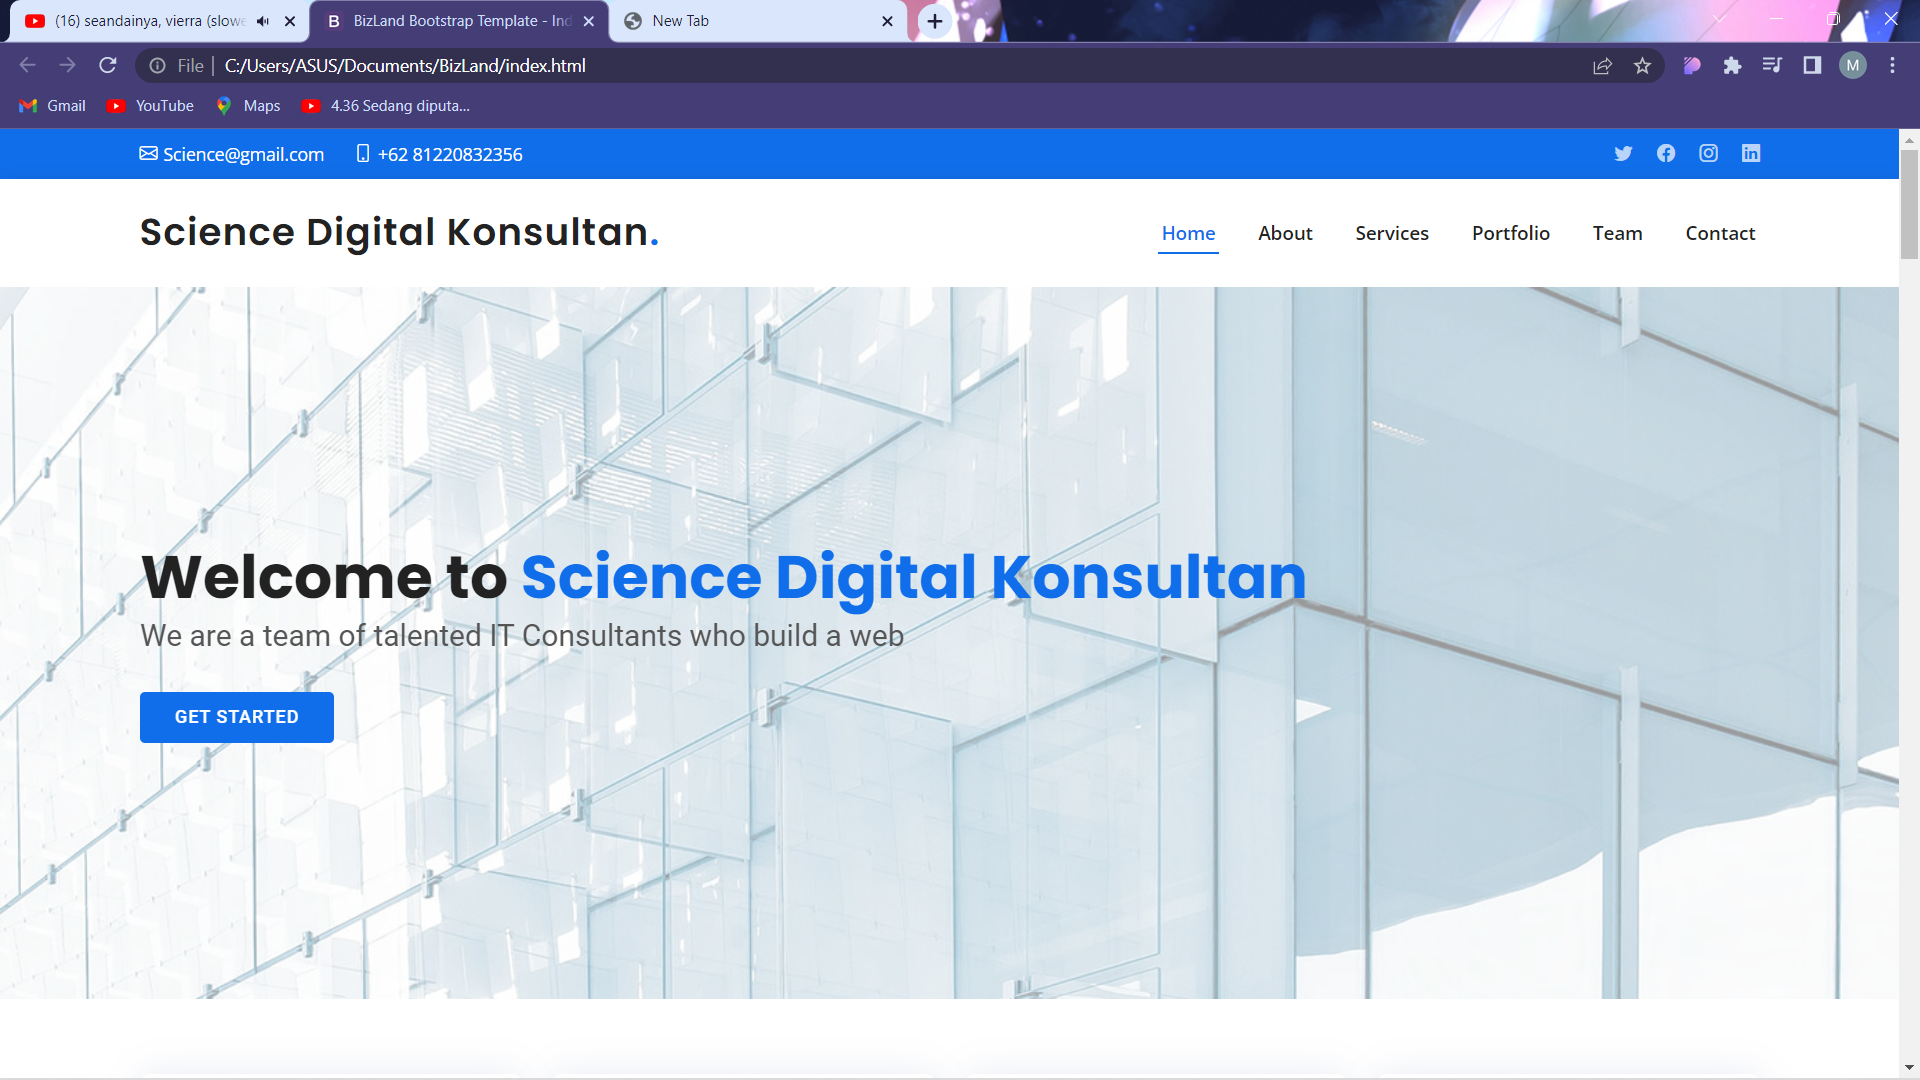 (16) seandainya, vierra (slowe
BizLand Bootstrap Template - Ind
New Tab
File
C:/Users/ASUS/Documents/BizLand/index.html
M
Gmail
YouTube
Maps
4.36 Sedang diputa...
Science@gmail.com
+62 81220832356
Science Digital Konsultan.
Home
About
Services
Portfolio
Team
Contact
Welcome to Science Digital Konsultan
We are a team of talented IT Consultants who build a web
GET STARTED